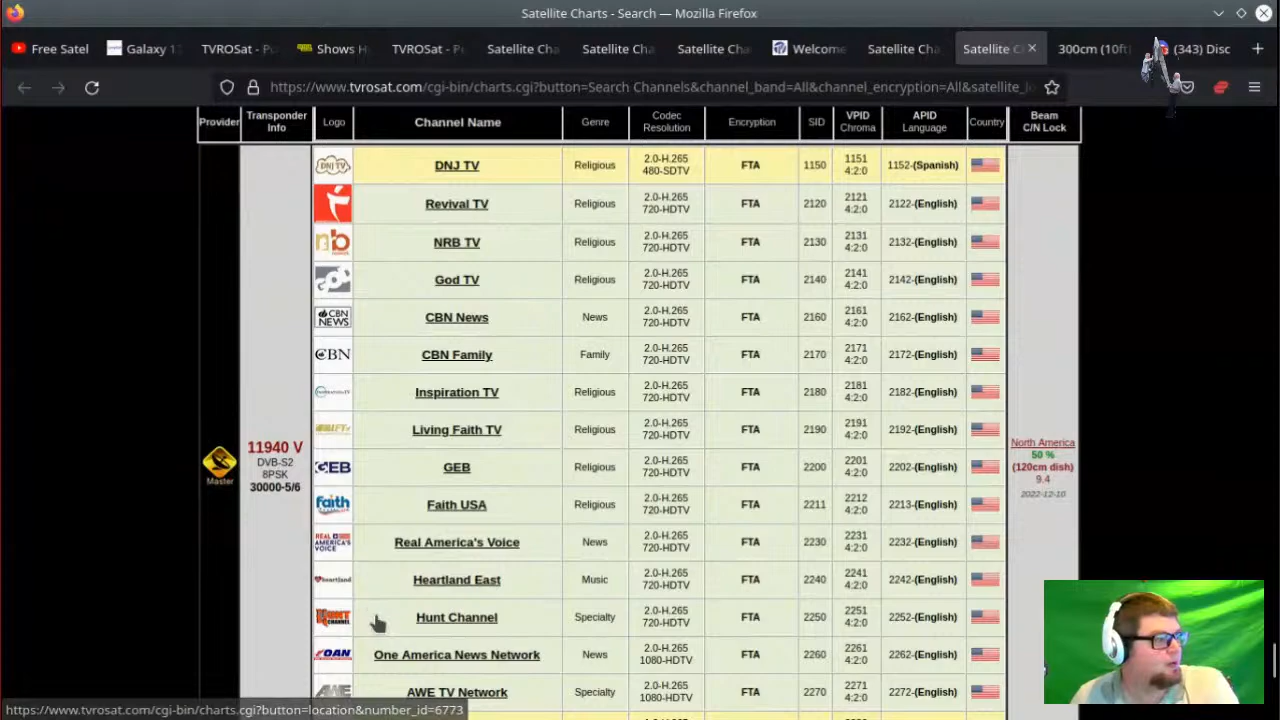 Satellite Charts - Search — Mozilla Firefox
Free Satel
Galaxy 1
TVROSat - P
Shows H
TVROSat - P
Satellite Cha
Satellite Cha
Satellite Cha
Welcome
Satellite Cha
Satellite C
300cm (10ft
(343) Disc
https://www.tvrosat.com/cgi-bin/charts.cgi?button=Search Channels&channel_band=All&channel_encryption=All&satellite_l
Provider Transponder Info Logo Channel Name Genre Codec Resolution Encryption SID VPID Chroma APID Language Country Beam C/N Lock
DNJ TV DNJ TV Religious 2.0-H.265 480-SDTV FTA 1150 1151 4:2:0 1152-(Spanish)
Revival TV Religious 2.0-H.265 720-HDTV FTA 2120 2121 4:2:0 2122-(English)
nb NRB TV Religious 2.0-H.265 720-HDTV FTA 2130 2131 4:2:0 2132-(English)
god God TV Religious 2.0-H.265 720-HDTV FTA 2140 2141 4:2:0 2142-(English)
CBN NEWS CBN News News 2.0-H.265 720-HDTV FTA 2160 2161 4:2:0 2162-(English)
CBN CBN Family Family 2.0-H.265 720-HDTV FTA 2170 2171 4:2:0 2172-(English)
Inspiration TV Religious 2.0-H.265 720-HDTV FTA 2180 2181 4:2:0 2182-(English)
Living Faith TV Religious 2.0-H.265 720-HDTV FTA 2190 2191 4:2:0 2192-(English)
GEB GEB Religious 2.0-H.265 720-HDTV FTA 2200 2201 4:2:0 2202-(English)
faith Faith USA Religious 2.0-H.265 720-HDTV FTA 2211 2212 4:2:0 2213-(English)
REAL AMERICA'S VOICE Real America's Voice News 2.0-H.265 720-HDTV FTA 2230 2231 4:2:0 2232-(English)
heartland Heartland East Music 2.0-H.265 720-HDTV FTA 2240 2241 4:2:0 2242-(English)
HUNT CHANNEL Hunt Channel Specialty 2.0-H.265 720-HDTV FTA 2250 2251 4:2:0 2252-(English)
OAN One America News Network News 2.0-H.265 1080-HDTV FTA 2260 2261 4:2:0 2262-(English)
AWE AWE TV Network Specialty 2.0-H.265 1080-HDTV FTA 2270 2271 4:2:0 2272-(English)
Master
11940 V
DVB-S2
8PSK
30000-5/6
North America
50 %
(120cm dish)
9.4
2022-12-10
https://www.tvrosat.com/cgi-bin/charts.cgi?button=location&number_id=6773